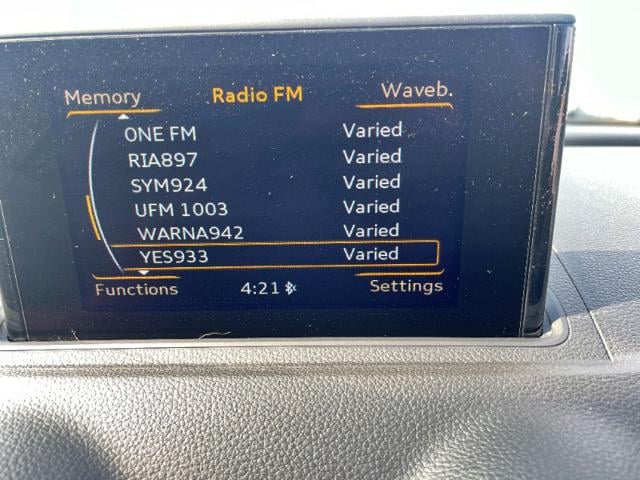 Memory Radio FM Waveb.
ONE FM Varied
RIA897 Varied
SYM924 Varied
UFM 1003 Varied
WARNA942 Varied
YES933 Varied
Functions 4:21 Settings